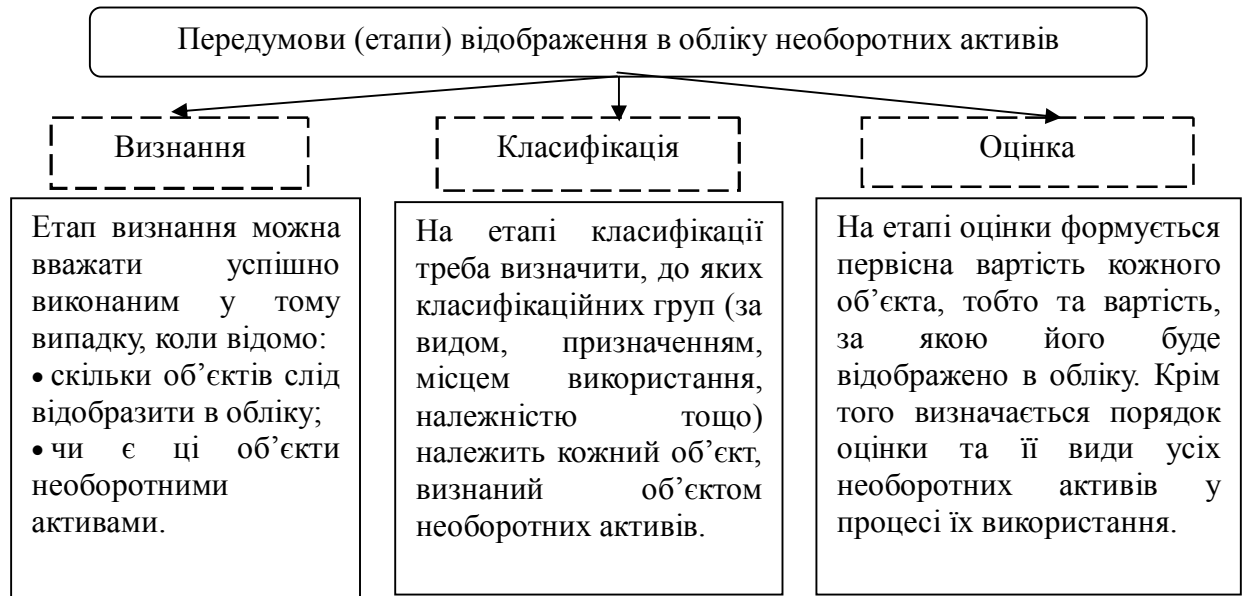 Передумови (етапи) відображення в обліку необоротних активів
Визнання
Етап визнання можна
вважати успішно
виконаним у тому
випадку, коли відомо:
• скільки об’єктів слід
відобразити в обліку;
• чи є ці об’єкти
необоротними
активами.
Класифікація
На етапі класифікації
треба визначити, до яких
класифікаційних груп (за
видом, призначенням,
місцем використання,
належністю тощо)
належить кожний об’єкт,
визнаний об’єктом
необоротних активів.
Оцінка
На етапі оцінки формується
первісна вартість кожного
об’єкта, тобто та вартість,
за якою його буде
відображено в обліку. Крім
того визначається порядок
оцінки та її види усіх
необоротних активів у
процесі їх використання.